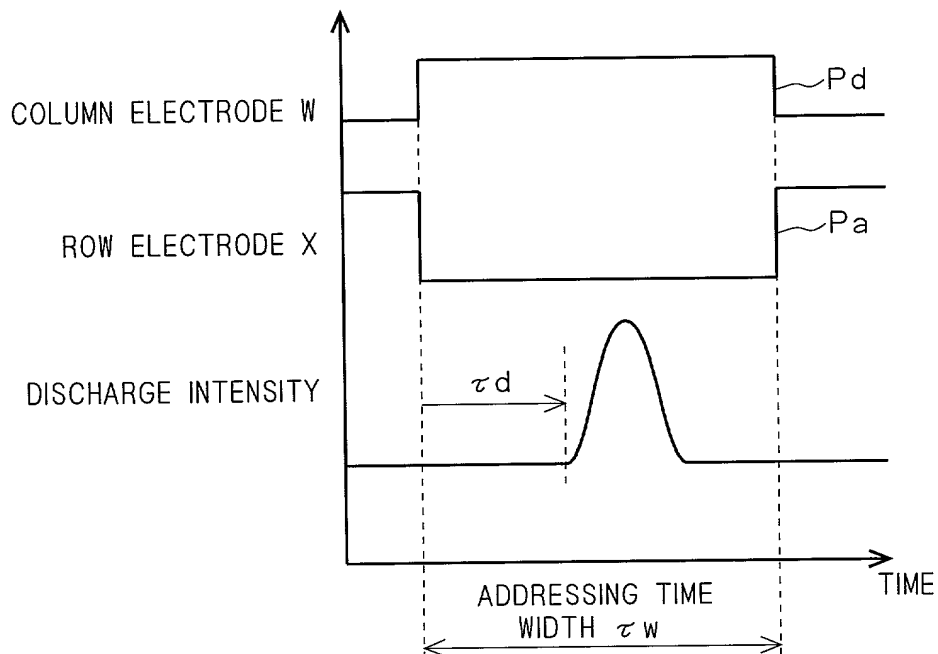 COLUMN ELECTRODE W
Pd
ROW ELECTRODE X
Pa
DISCHARGE INTENSITY
τd
TIME
ADDRESSING TIME
WIDTH τw